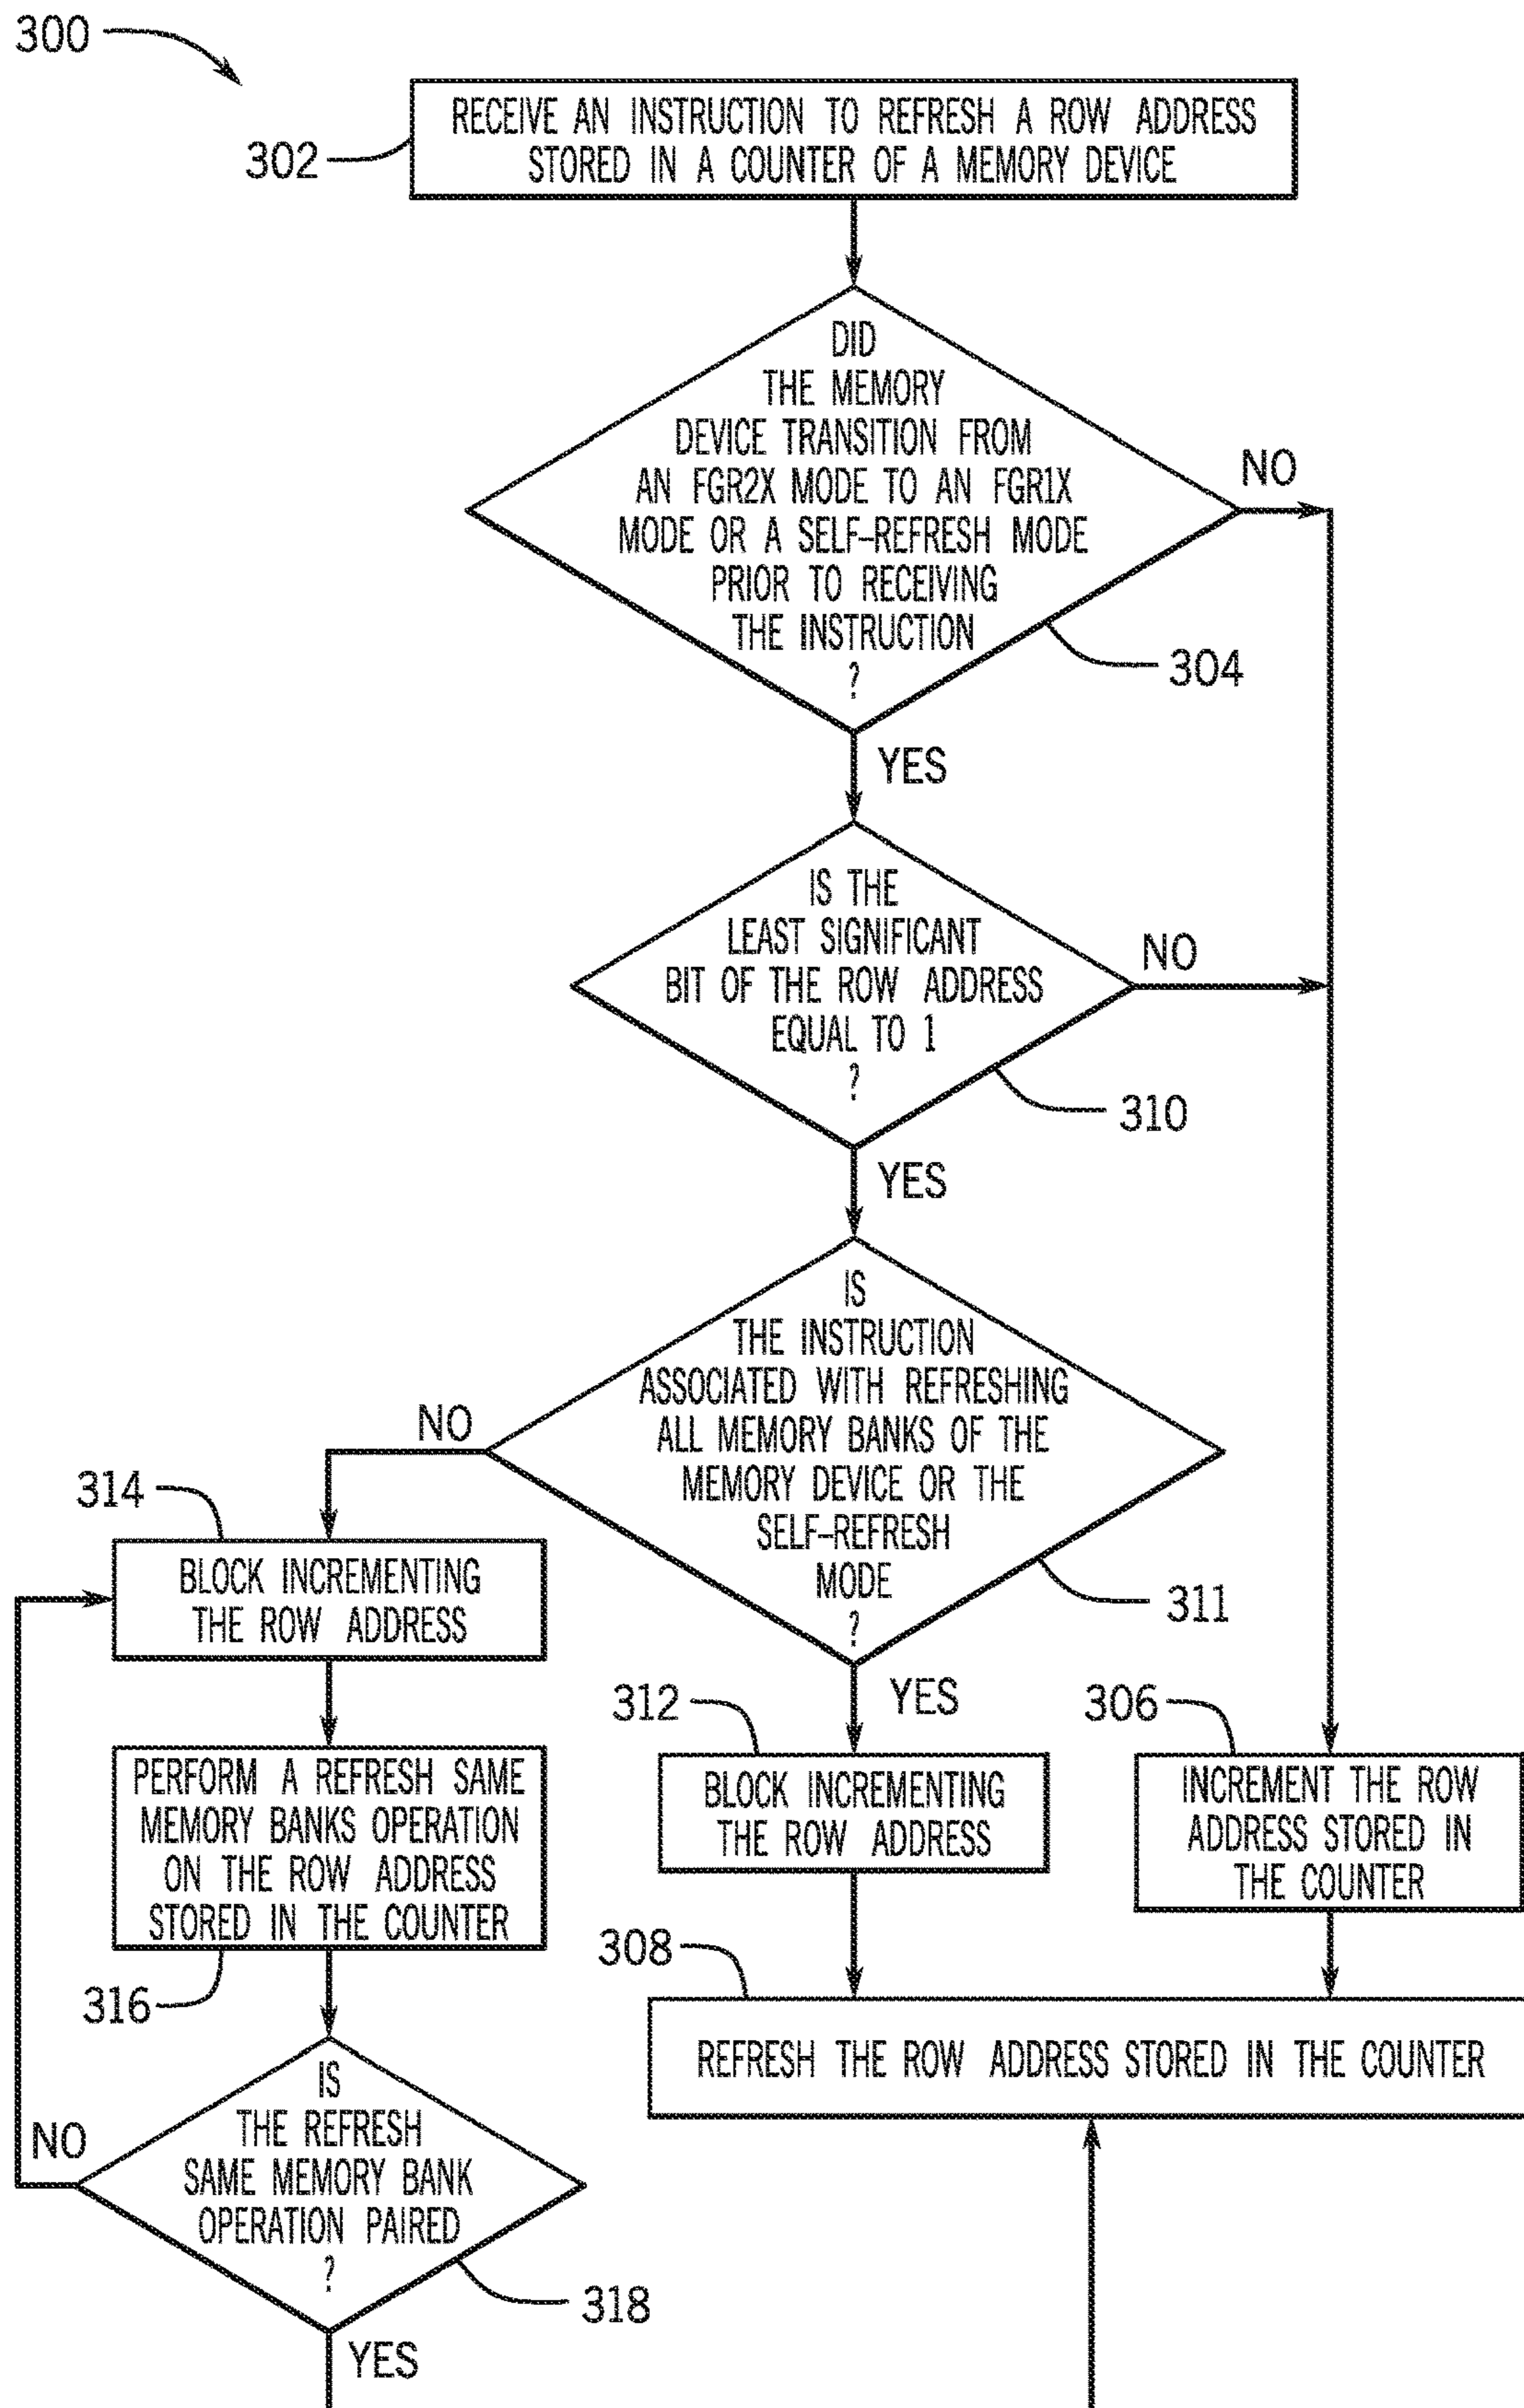 300
302
RECEIVE AN INSTRUCTION TO REFRESH A ROW ADDRESS
STORED IN A COUNTER OF A MEMORY DEVICE
DID
THE MEMORY
DEVICE TRANSITION FROM
AN FGR2X MODE TO AN FGR1X
MODE OR A SELF-REFRESH MODE
PRIOR TO RECEIVING
THE INSTRUCTION
?
NO
304
YES
IS THE
LEAST SIGNIFICANT
BIT OF THE ROW ADDRESS
EQUAL TO 1
?
NO
310
YES
IS
THE INSTRUCTION
ASSOCIATED WITH REFRESHING
ALL MEMORY BANKS OF THE
MEMORY DEVICE OR THE
SELF-REFRESH
MODE
?
NO
311
YES
314
BLOCK INCREMENTING
THE ROW ADDRESS
312
BLOCK INCREMENTING
THE ROW ADDRESS
306
INCREMENT THE ROW
ADDRESS STORED IN
THE COUNTER
PERFORM A REFRESH SAME
MEMORY BANKS OPERATION
ON THE ROW ADDRESS
STORED IN THE COUNTER
316
308
REFRESH THE ROW ADDRESS STORED IN THE COUNTER
IS
THE REFRESH
SAME MEMORY BANK
OPERATION PAIRED
?
NO
318
YES